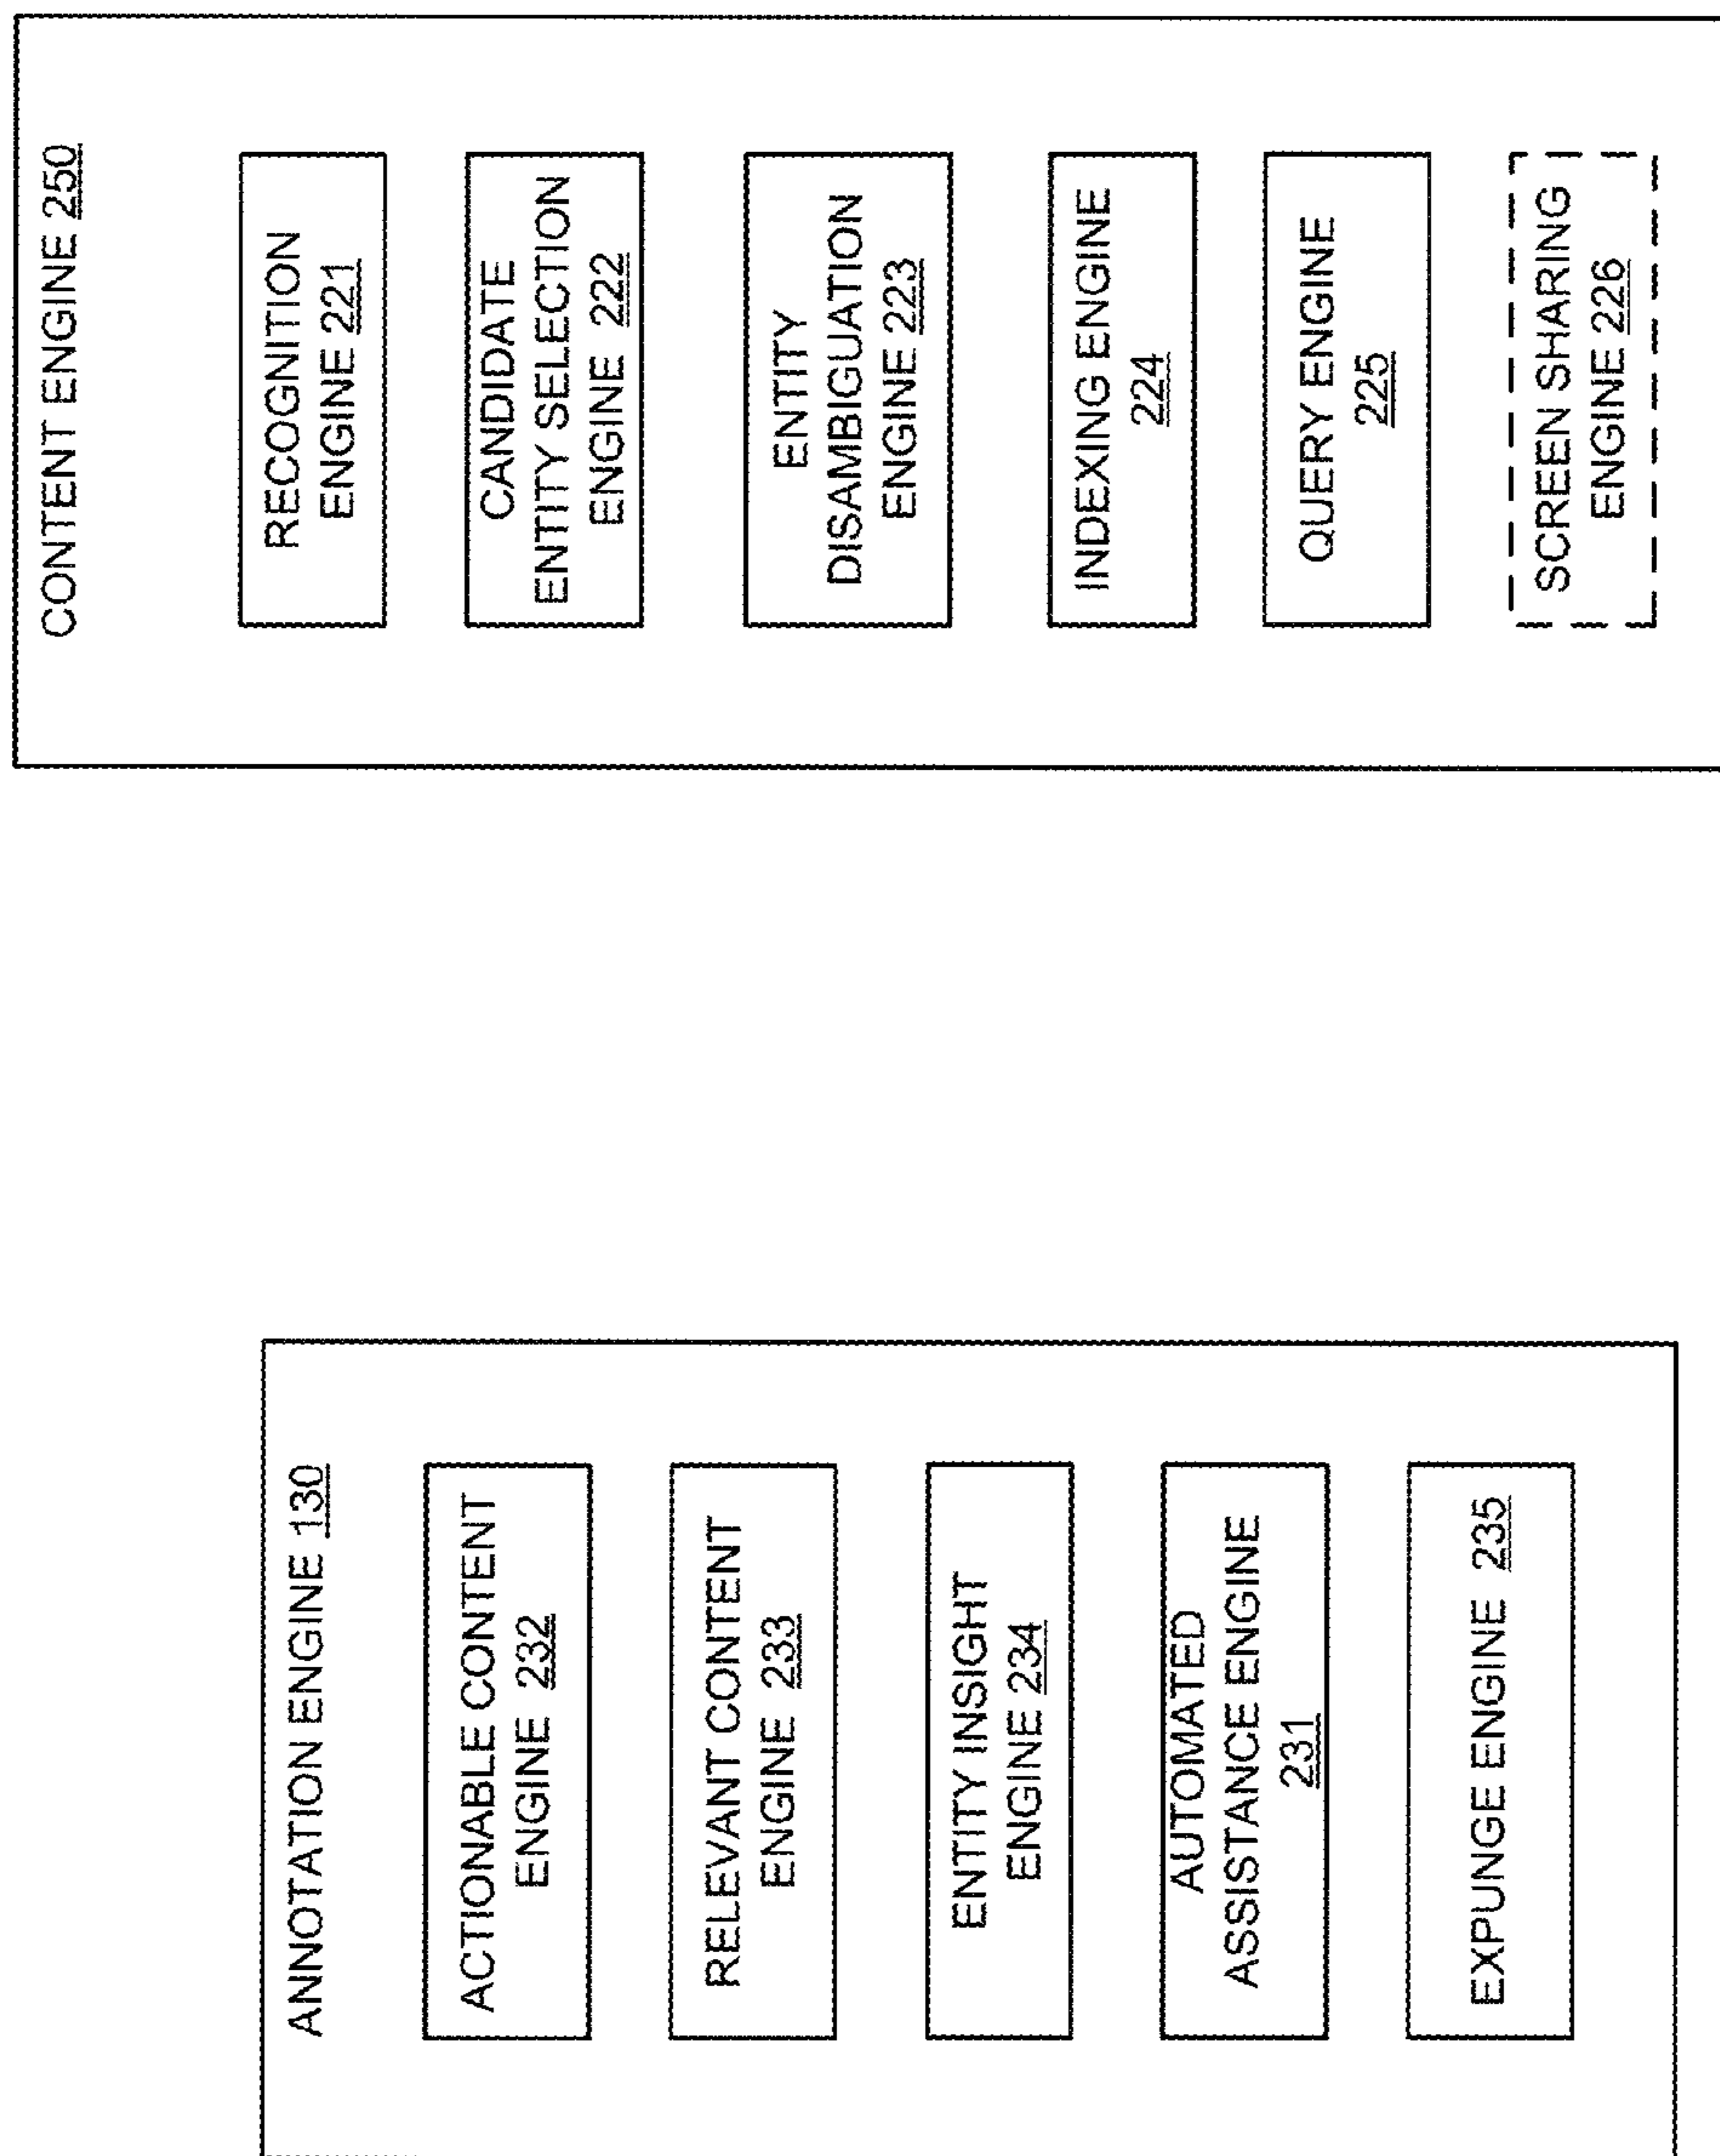 ANNOTATION ENGINE 130
ACTIONABLE CONTENT
ENGINE 232
RELEVANT CONTENT
ENGINE 233
ENTITY INSIGHT
ENGINE 234
AUTOMATED
ASSISTANCE ENGINE
231
EXPUNGE ENGINE 235
CONTENT ENGINE 250
RECOGNITION
ENGINE 221
CANDIDATE
ENTITY SELECTION
ENGINE 222
ENTITY
DISAMBIGUATION
ENGINE 223
INDEXING ENGINE
224
QUERY ENGINE
225
SCREEN SHARING
ENGINE 226